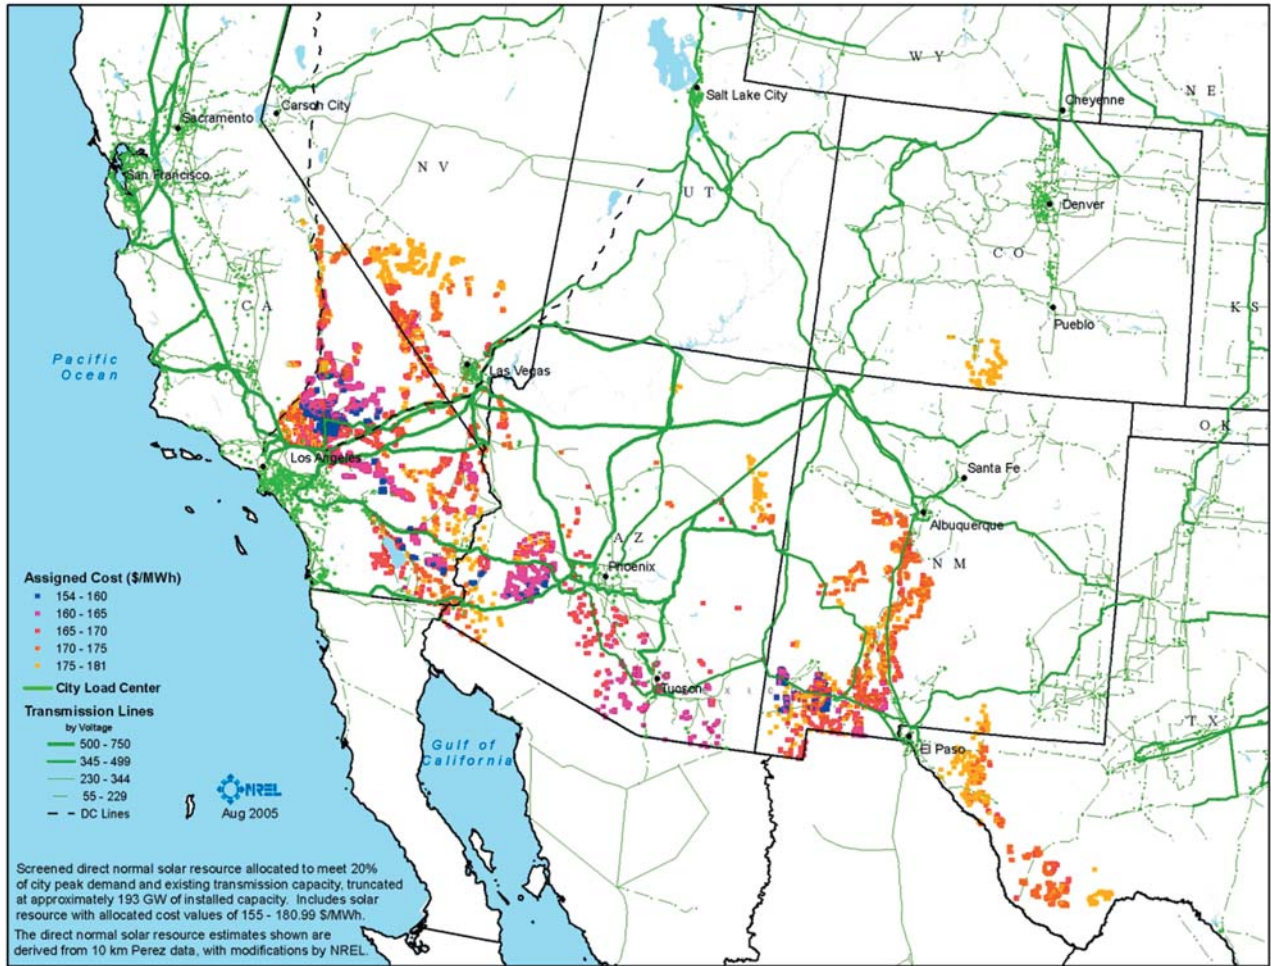 W Y
N E
Salt Lake City
Cheyenne
Carson City
Sacramento
San Francisco
N V
U T
Denver
C O
C A
Pueblo
K S
Pacific
Ocean
Las Vegas
O K
Los Angeles
Santa Fe
Albuquerque
A Z
N M
Phoenix
Tucson
T X
El Paso
Gulf of
California
Assigned Cost ($/MWh)
154 - 160
160 - 165
165 - 170
170 - 175
175 - 181
City Load Center
Transmission Lines
by Voltage
500 - 750
345 - 499
230 - 344
55 - 229
DC Lines
NREL
Aug 2005
Screened direct normal solar resource allocated to meet 20%
of city peak demand and existing transmission capacity, truncated
at approximately 193 GW of installed capacity. Includes solar
resource with allocated cost values of 155 - 180.99 $/MWh.
The direct normal solar resource estimates shown are
derived from 10 km Perez data, with modifications by NREL.